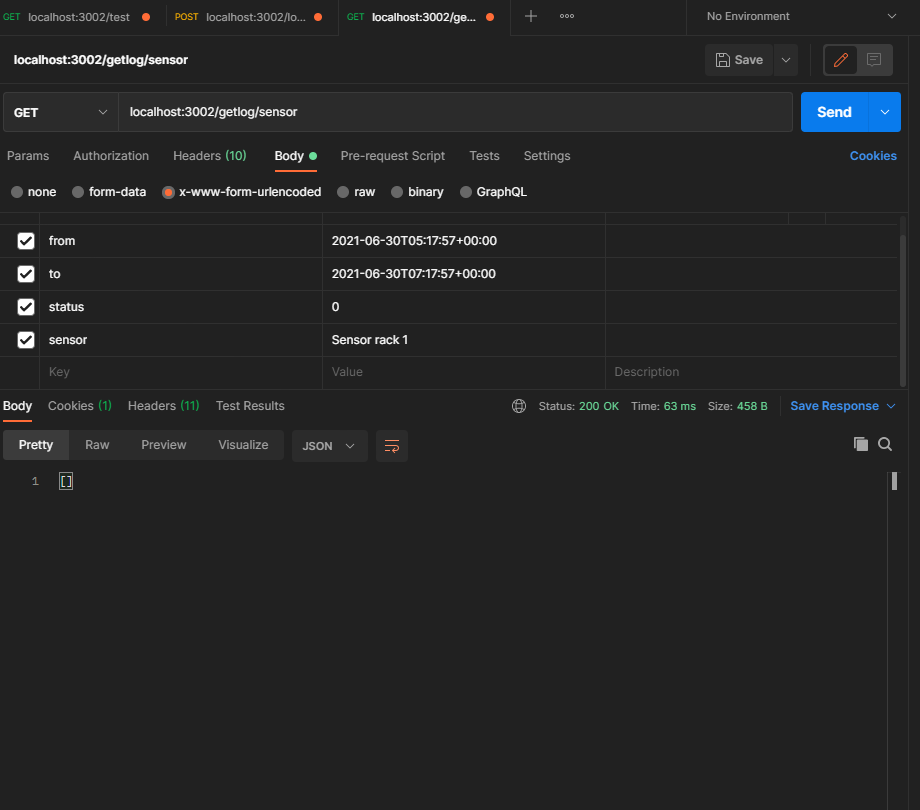 GET localhost:3002/test POST localhost:3002/lo... GET localhost:3002/ge... No Environment
localhost:3002/getlog/sensor Save
GET localhost:3002/getlog/sensor Send
Params Authorization Headers (10) Body Pre-request Script Tests Settings Cookies
none form-data x-www-form-urlencoded raw binary GraphQL
from 2021-06-30T05:17:57+00:00
to 2021-06-30T07:17:57+00:00
status 0
sensor Sensor rack 1
Key Value Description
Body Cookies (1) Headers (11) Test Results Status: 200 OK Time: 63 ms Size: 458 B Save Response
Pretty Raw Preview Visualize JSON
1 []